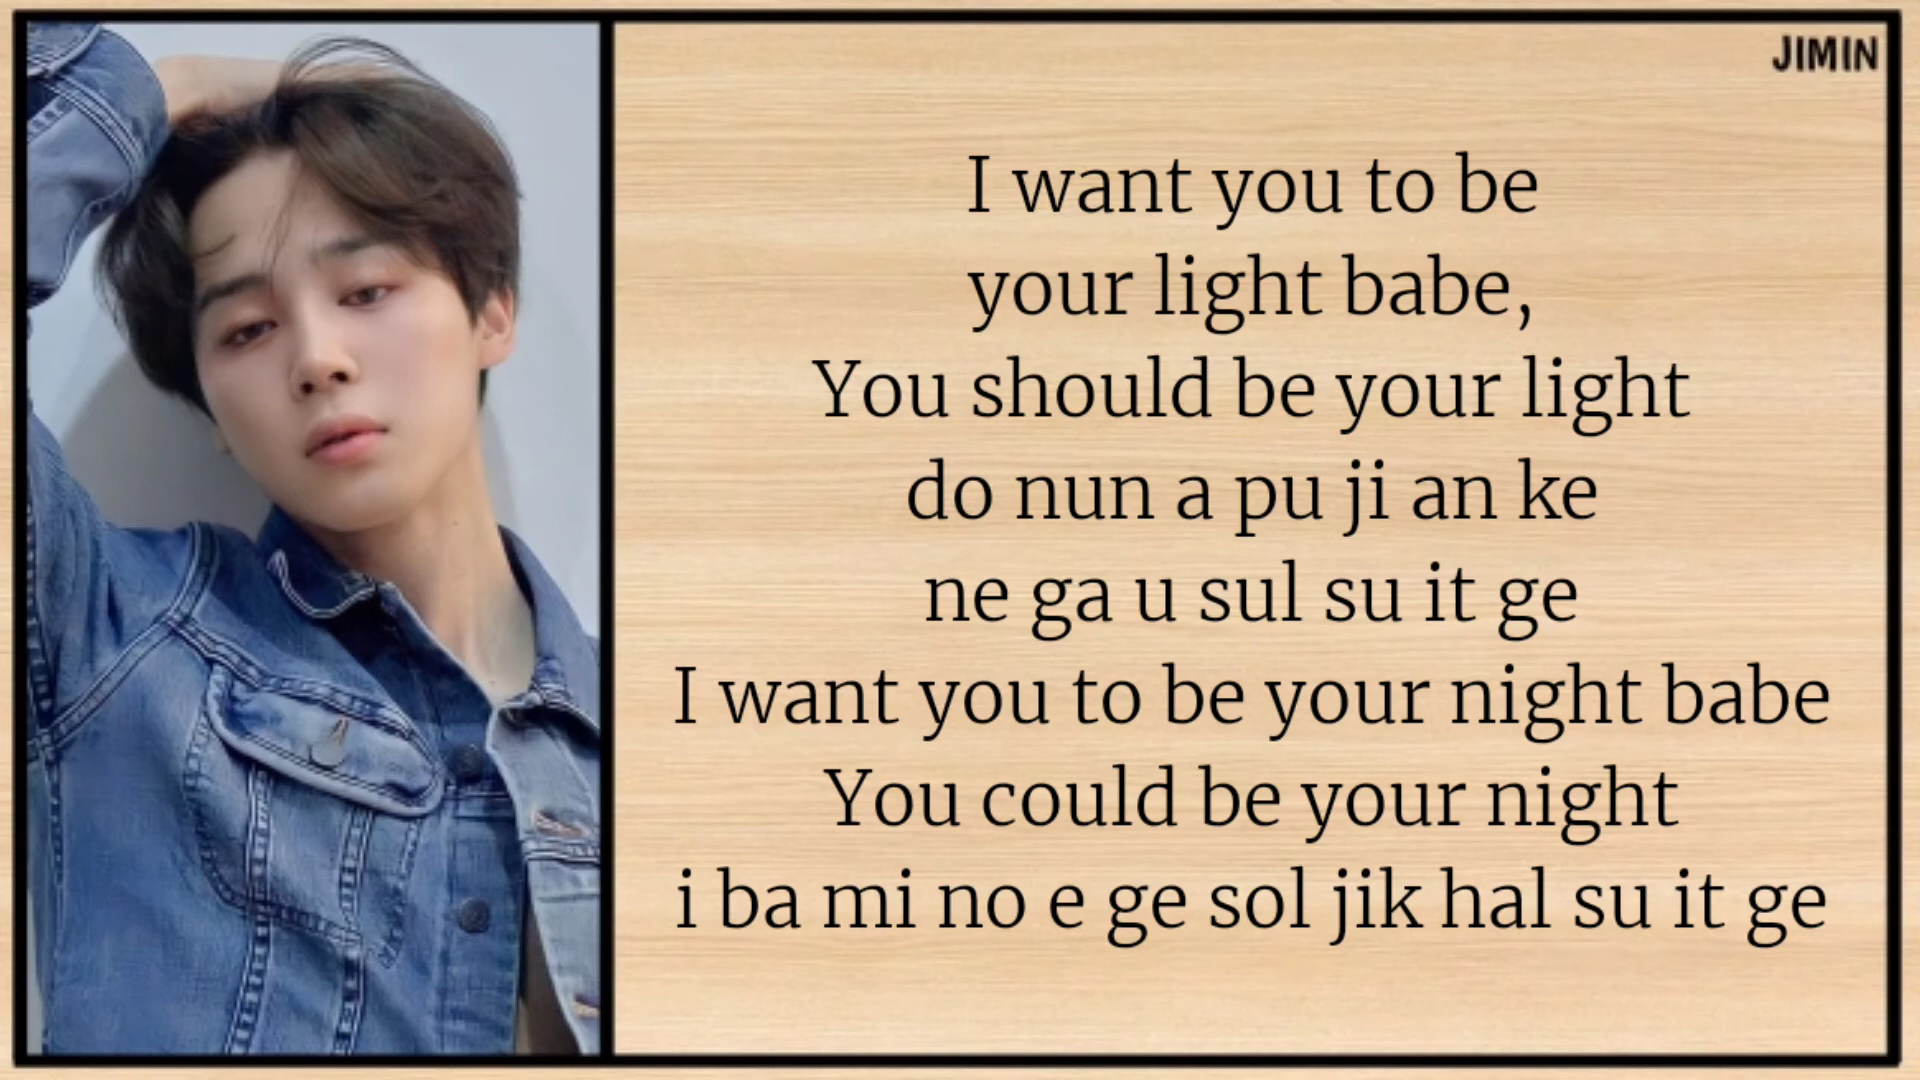 JIMIN
I want you to be
your light babe,
You should be your light
do nun a pu ji an ke
ne ga u sul su it ge
I want you to be your night babe
You could be your night
i ba mi no e ge sol jik hal su it ge